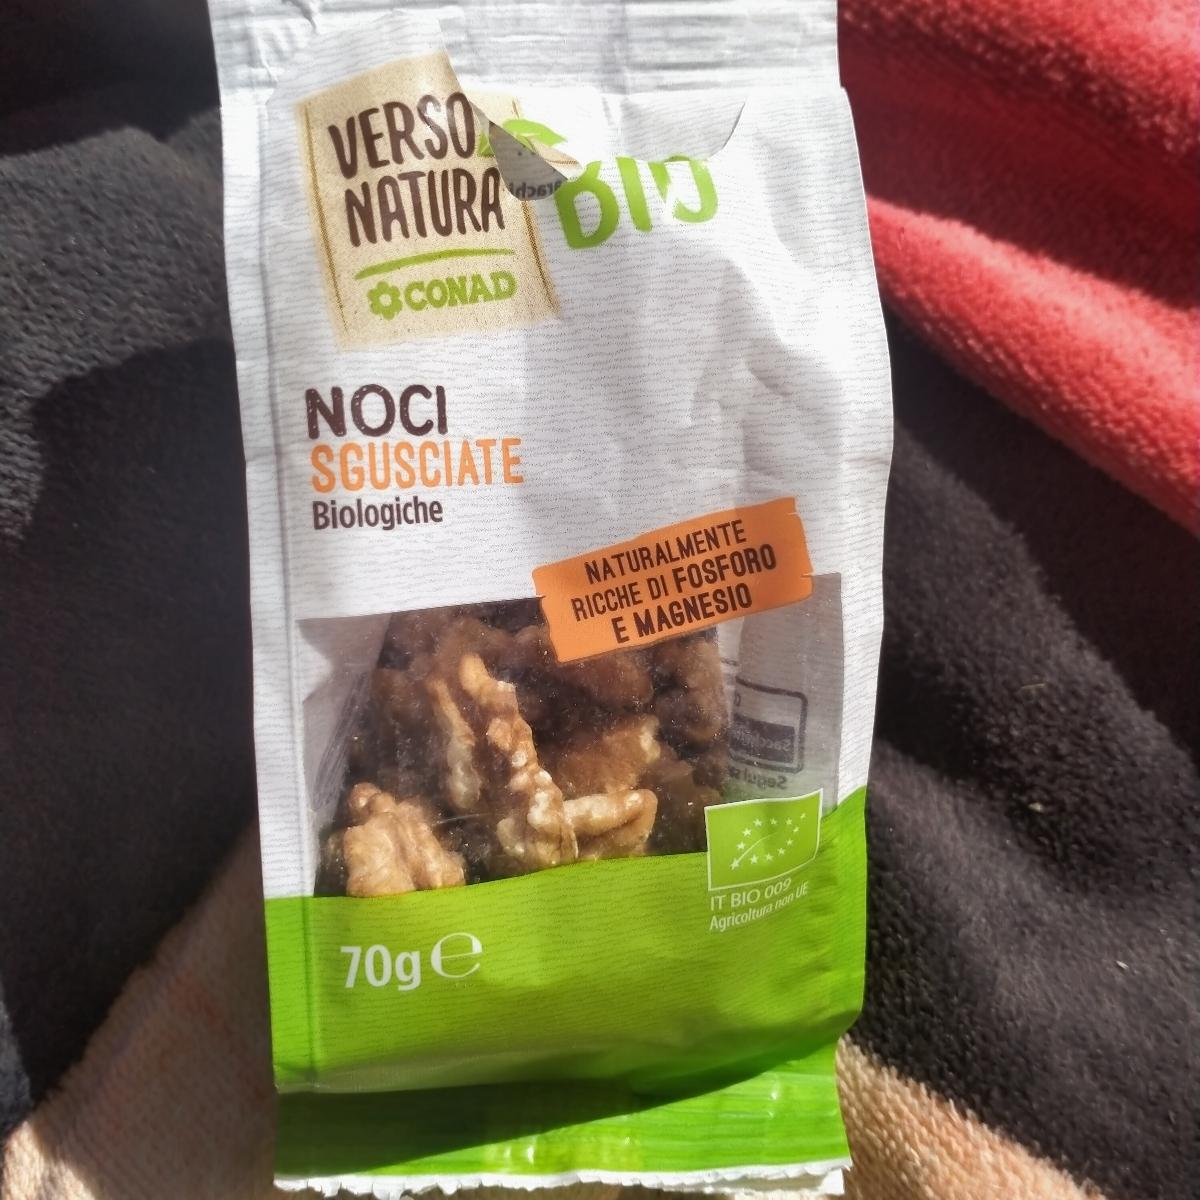 VERSO
NATURA
CONAD
BIO
NOCI
SGUSCIATE
Biologiche
NATURALMENTE
RICCHE DI FOSFORO
E MAGNESIO
IT BIO 009
Agricoltura non UE
70g ℮